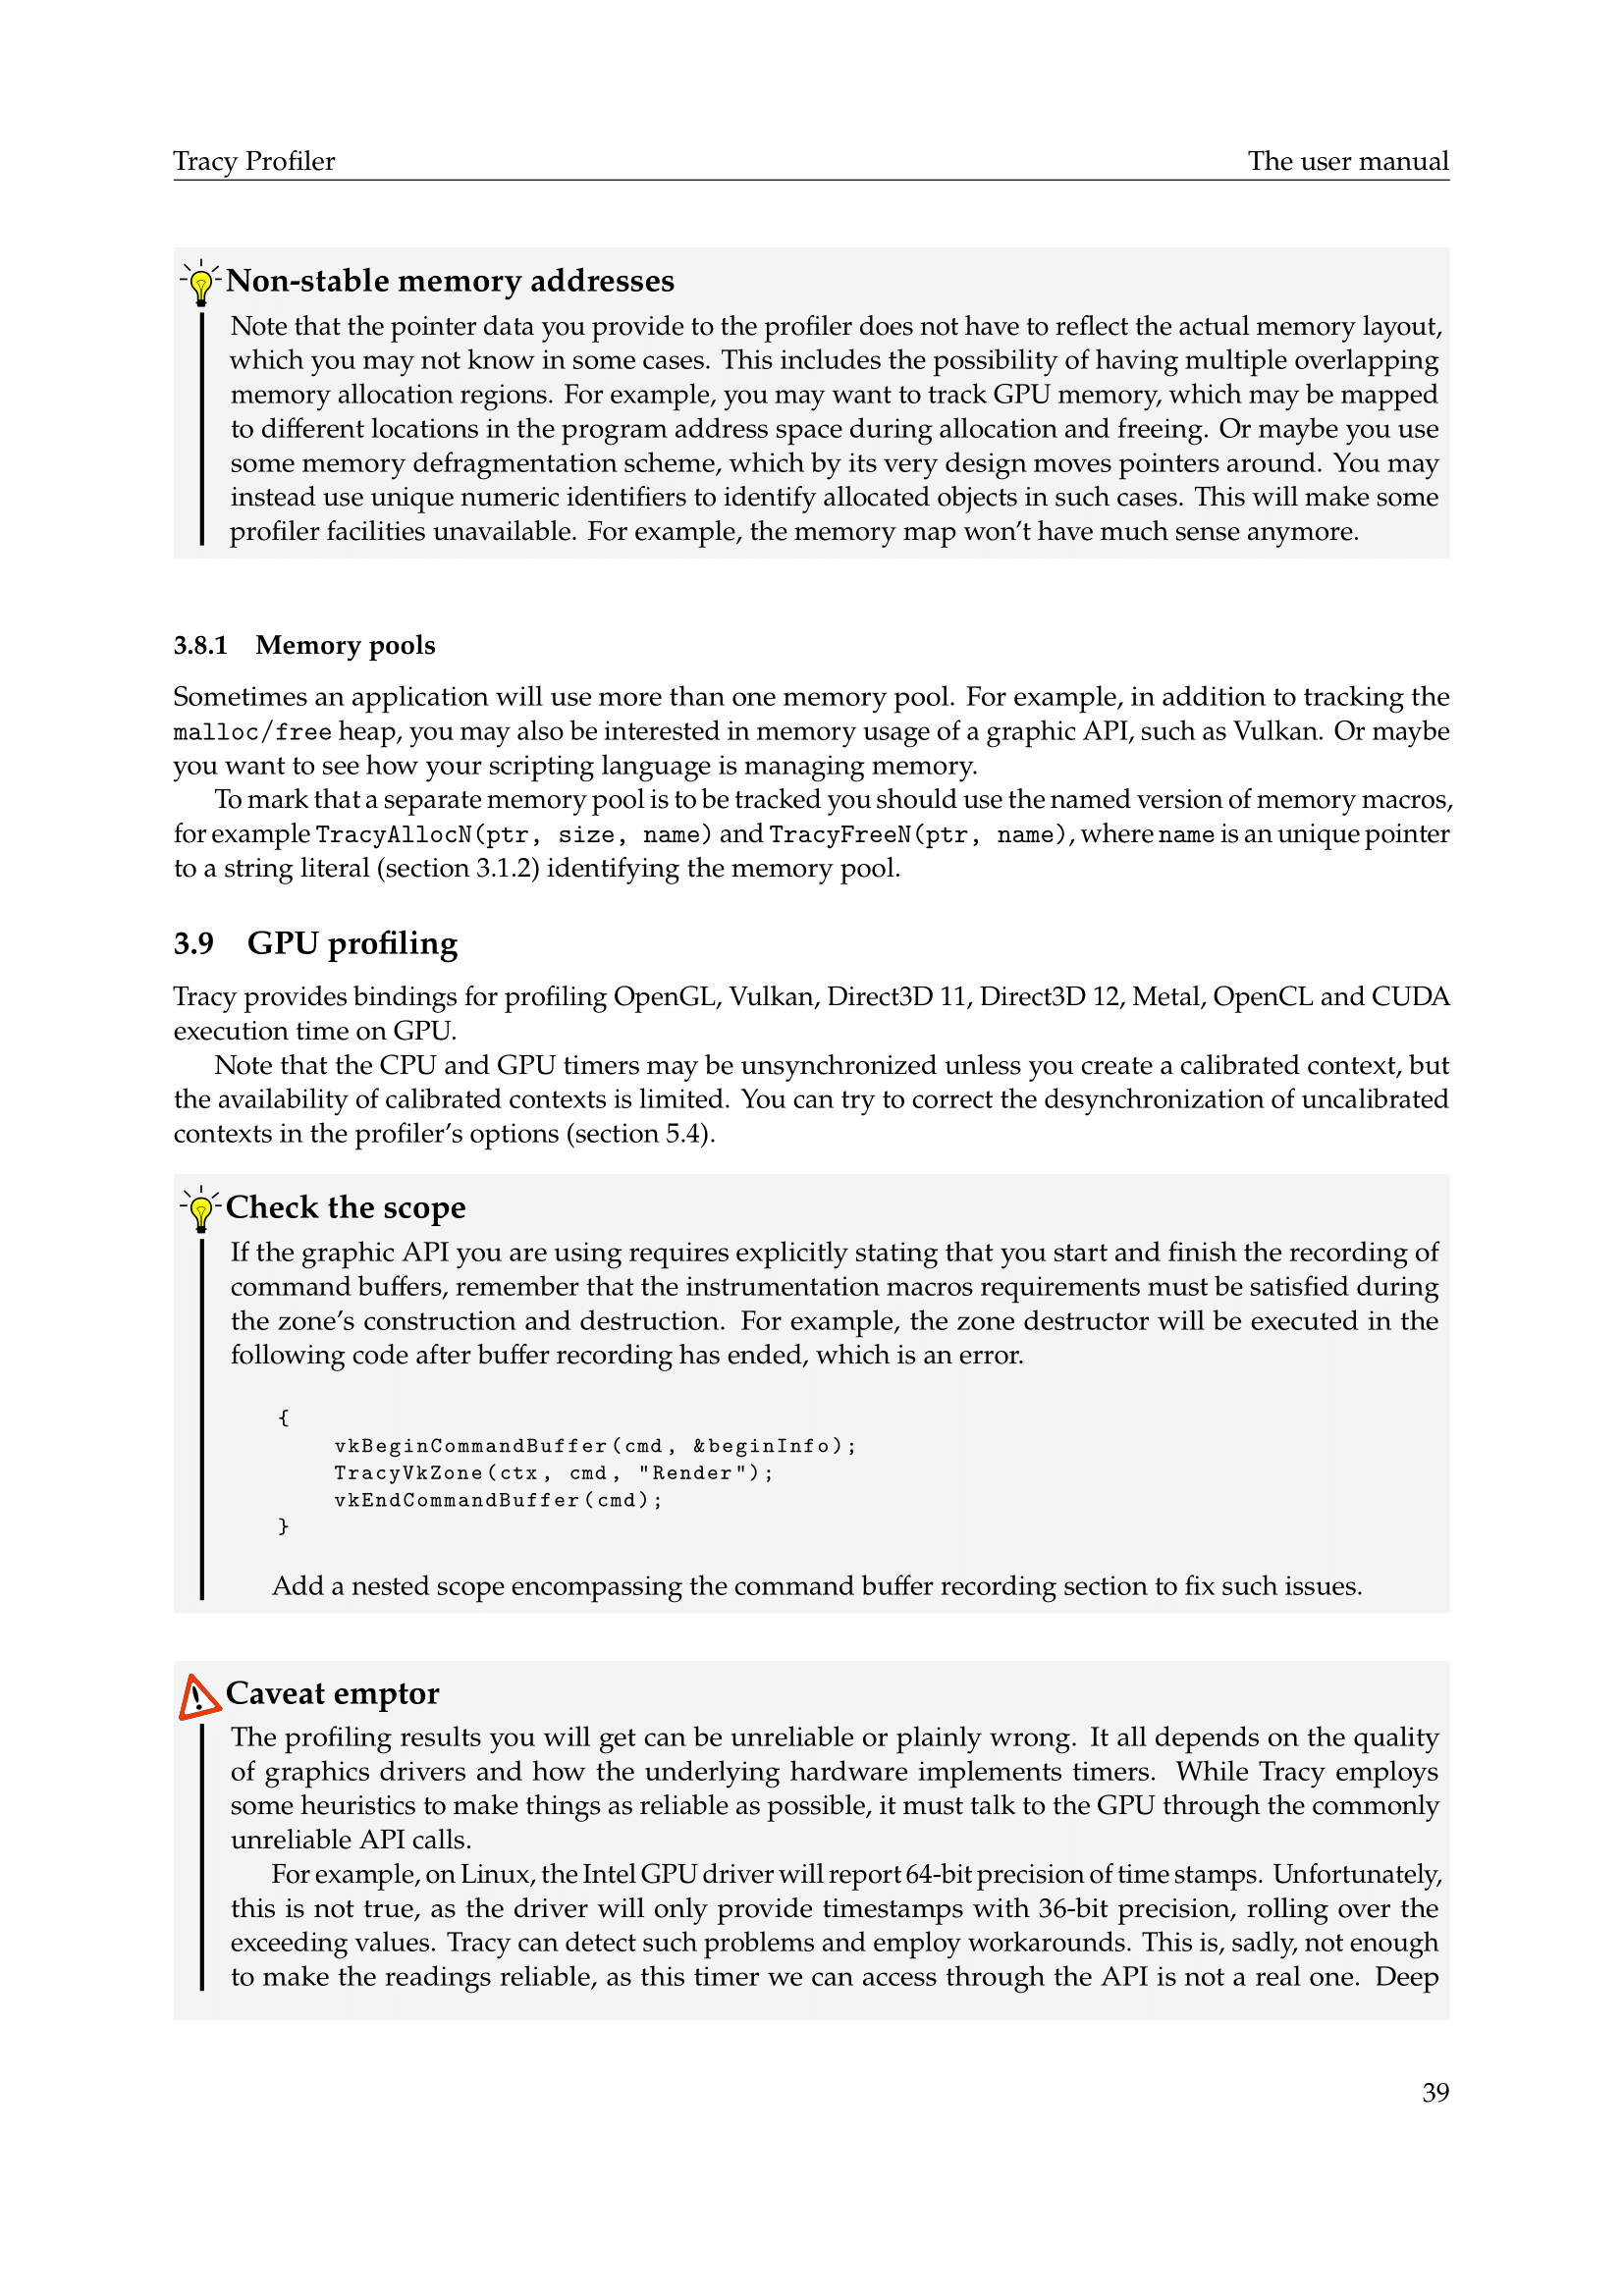 Tracy Profiler The user manual
Non-stable memory addresses
Note that the pointer data you provide to the profiler does not have to reflect the actual memory layout,
which you may not know in some cases. This includes the possibility of having multiple overlapping
memory allocation regions. For example, you may want to track GPU memory, which may be mapped
to different locations in the program address space during allocation and freeing. Or maybe you use
some memory defragmentation scheme, which by its very design moves pointers around. You may
instead use unique numeric identifiers to identify allocated objects in such cases. This will make some
profiler facilities unavailable. For example, the memory map won't have much sense anymore.
3.8.1 Memory pools
Sometimes an application will use more than one memory pool. For example, in addition to tracking the
malloc/free heap, you may also be interested in memory usage of a graphic API, such as Vulkan. Or maybe
you want to see how your scripting language is managing memory.
To mark that a separate memory pool is to be tracked you should use the named version of memory macros,
for example TracyAllocN(ptr, size, name) and TracyFreeN(ptr, name), where name is an unique pointer
to a string literal (section 3.1.2) identifying the memory pool.
3.9 GPU profiling
Tracy provides bindings for profiling OpenGL, Vulkan, Direct3D 11, Direct3D 12, Metal, OpenCL and CUDA
execution time on GPU.
Note that the CPU and GPU timers may be unsynchronized unless you create a calibrated context, but
the availability of calibrated contexts is limited. You can try to correct the desynchronization of uncalibrated
contexts in the profiler's options (section 5.4).
Check the scope
If the graphic API you are using requires explicitly stating that you start and finish the recording of
command buffers, remember that the instrumentation macros requirements must be satisfied during
the zone's construction and destruction. For example, the zone destructor will be executed in the
following code after buffer recording has ended, which is an error.
{
vkBeginCommandBuffer(cmd, &beginInfo);
TracyVkZone(ctx, cmd, "Render");
vkEndCommandBuffer(cmd);
}
Add a nested scope encompassing the command buffer recording section to fix such issues.
Caveat emptor
The profiling results you will get can be unreliable or plainly wrong. It all depends on the quality
of graphics drivers and how the underlying hardware implements timers. While Tracy employs
some heuristics to make things as reliable as possible, it must talk to the GPU through the commonly
unreliable API calls.
For example, on Linux, the Intel GPU driver will report 64-bit precision of time stamps. Unfortunately,
this is not true, as the driver will only provide timestamps with 36-bit precision, rolling over the
exceeding values. Tracy can detect such problems and employ workarounds. This is, sadly, not enough
to make the readings reliable, as this timer we can access through the API is not a real one. Deep
39